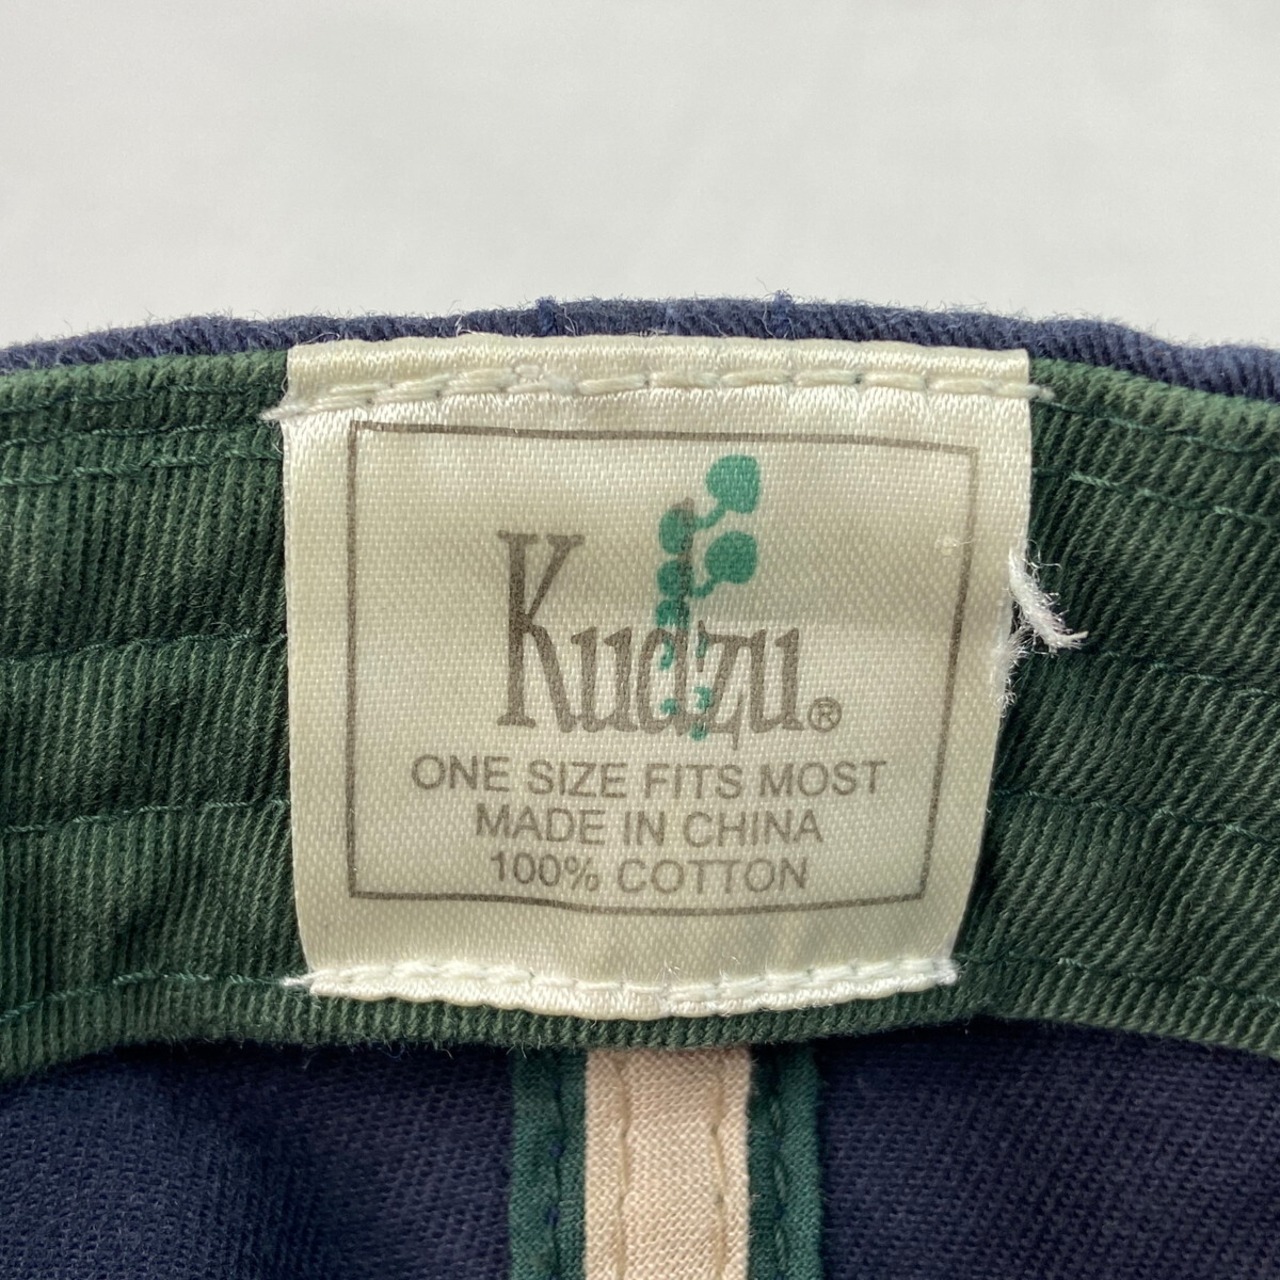 Kudzu®
ONE SIZE FITS MOST
MADE IN CHINA
100% COTTON